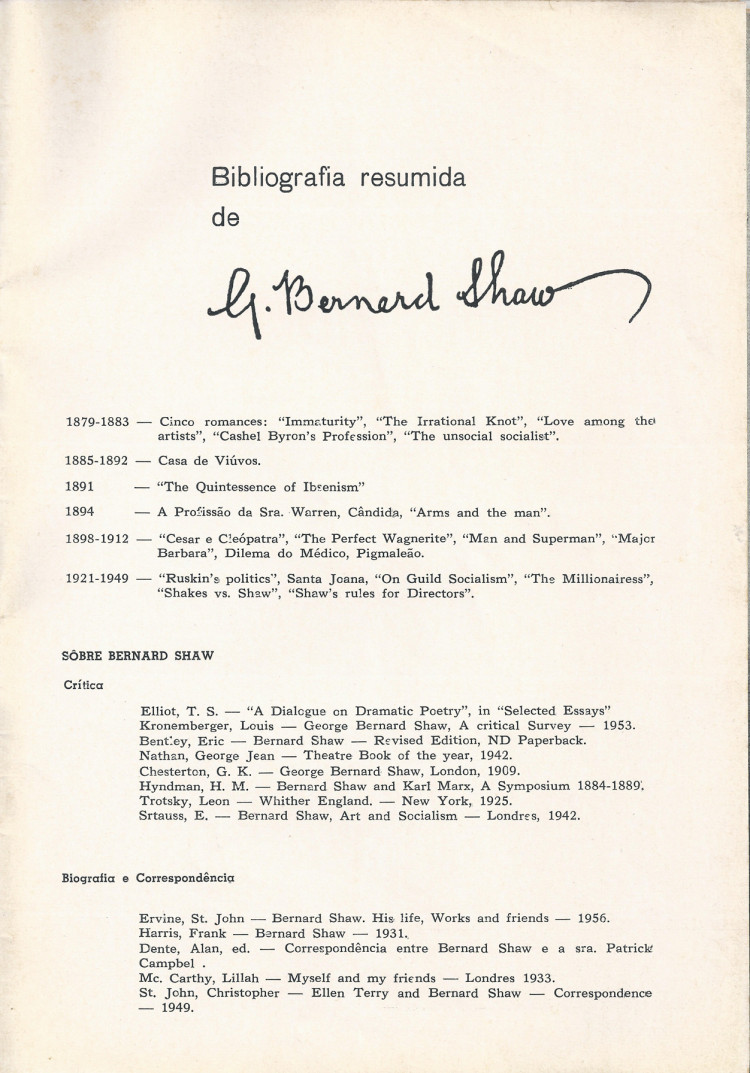 Bibliografia resumida
de
G. Bernard Shaw
1879-1883 — Cinco romances: “Immaturity”, “The Irrational Knot”, “Love among the
artists”, “Cashel Byron’s Profession”, “The unsocial socialist”.
1885-1892 — Casa de Viúvos.
1891 — “The Quintessence of Ibsenism”
1894 — A Profissão da Sra. Warren, Cândida, “Arms and the man”.
1898-1912 — “Cesar e Cleópatra”, “The Perfect Wagnerite”, “Man and Superman”, “Major
Barbara”, Dilema do Médico, Pigmaleão.
1921-1949 — “Ruskin’s politics”, Santa Joana, “On Guild Socialism”, “The Millionairess”,
“Shakes vs. Shaw”, “Shaw’s rules for Directors”.
SÔBRE BERNARD SHAW
Crítica
Elliot, T. S. — “A Dialogue on Dramatic Poetry”, in “Selected Essays”
Kronemberger, Louis — George Bernard Shaw, A critical Survey — 1953.
Bentley, Eric — Bernard Shaw — Revised Edition, ND Paperback.
Nathan, George Jean — Theatre Book of the year, 1942.
Chesterton, G. K. — George Bernard Shaw, London, 1909.
Hyndman, H. M. — Bernard Shaw and Karl Marx, A Symposium 1884-1889.
Trotsky, Leon — Whither England. — New York, 1925.
Srtauss, E. — Bernard Shaw, Art and Socialism — Londres, 1942.
Biografia e Correspondência
Ervine, St. John — Bernard Shaw. His life, Works and friends — 1956.
Harris, Frank — Bernard Shaw — 1931.
Dente, Alan, ed. — Correspondência entre Bernard Shaw e a sra. Patrick
Campbel .
Mc. Carthy, Lillah — Myself and my friends — Londres 1933.
St. John, Christopher — Ellen Terry and Bernard Shaw — Correspondence
— 1949.